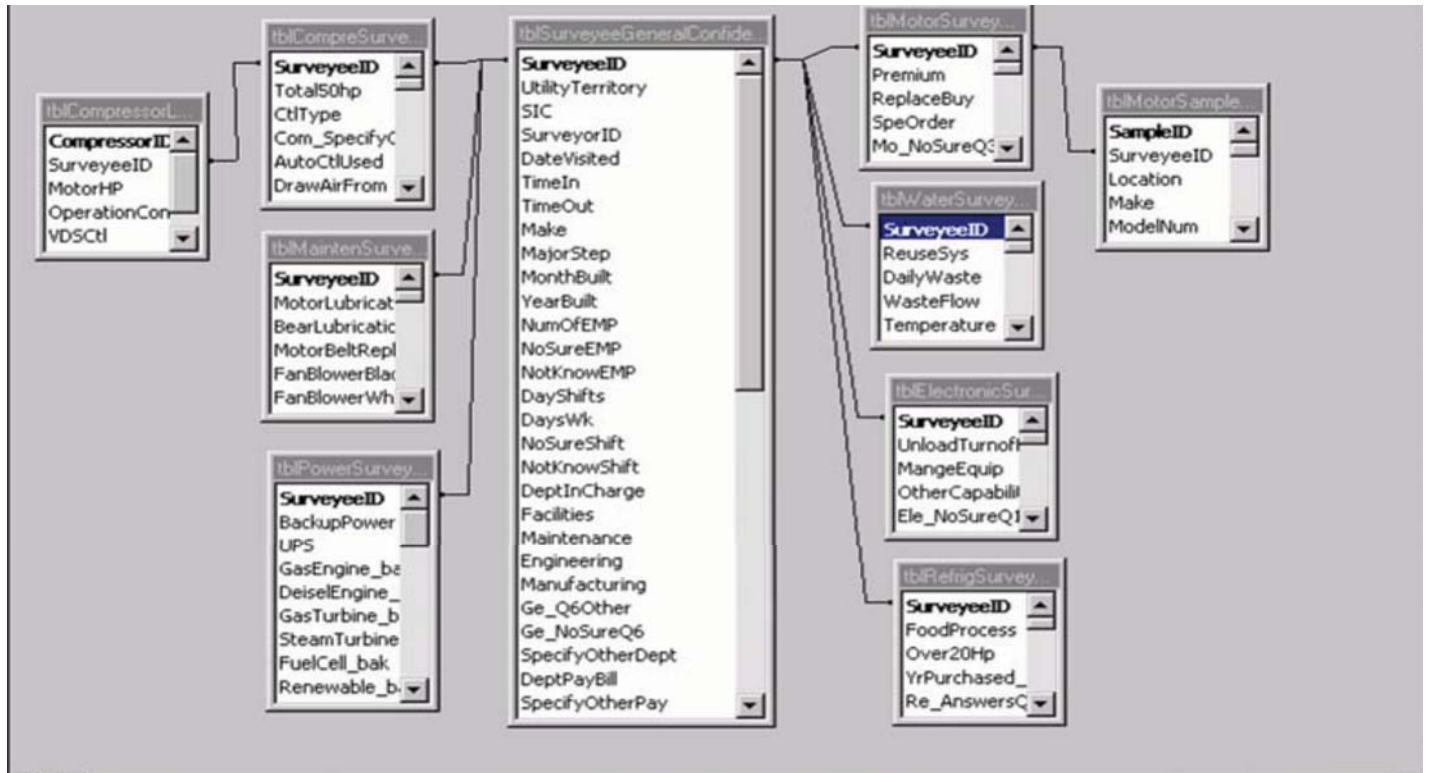 tblCompressorL...
CompressorID
SurveyeeID
MotorHP
OperationCon
VDSCtl
tblCompreSurve...
SurveyeeID
Total50hp
CtlType
Com_SpecifyC
AutoCtlUsed
DrawAirFrom
tblMaintenSurve...
SurveyeeID
MotorLubricat
BearLubricatic
MotorBeltRepl
FanBlowerBlac
FanBlowerWh
tblPowerSurvey...
SurveyeeID
BackupPower
UPS
GasEngine_ba
DeiselEngine_
GasTurbine_b
SteamTurbine
FuelCell_bak
Renewable_b
tblSurveyeeGeneralConfide...
SurveyeeID
UtilityTerritory
SIC
SurveyorID
DateVisited
TimeIn
TimeOut
Make
MajorStep
MonthBuilt
YearBuilt
NumOfEMP
NoSureEMP
NotKnowEMP
DayShifts
DaysWk
NoSureShift
NotKnowShift
DeptInCharge
Facilities
Maintenance
Engineering
Manufacturing
Ge_Q6Other
Ge_NoSureQ6
SpecifyOtherDept
DeptPayBill
SpecifyOtherPay
tblMotorSurvey...
SurveyeeID
Premium
ReplaceBuy
SpeOrder
Mo_NoSureQ3
tblWaterSurvey...
SurveyeeID
ReuseSys
DailyWaste
WasteFlow
Temperature
tblElectronicSur...
SurveyeeID
UnloadTurnof
MangeEquip
OtherCapabili
Ele_NoSureQ1
tblRefrigSurvey...
SurveyeeID
FoodProcess
Over20Hp
YrPurchased_
Re_AnswersQ
tblMotorSample...
SampleID
SurveyeeID
Location
Make
ModelNum